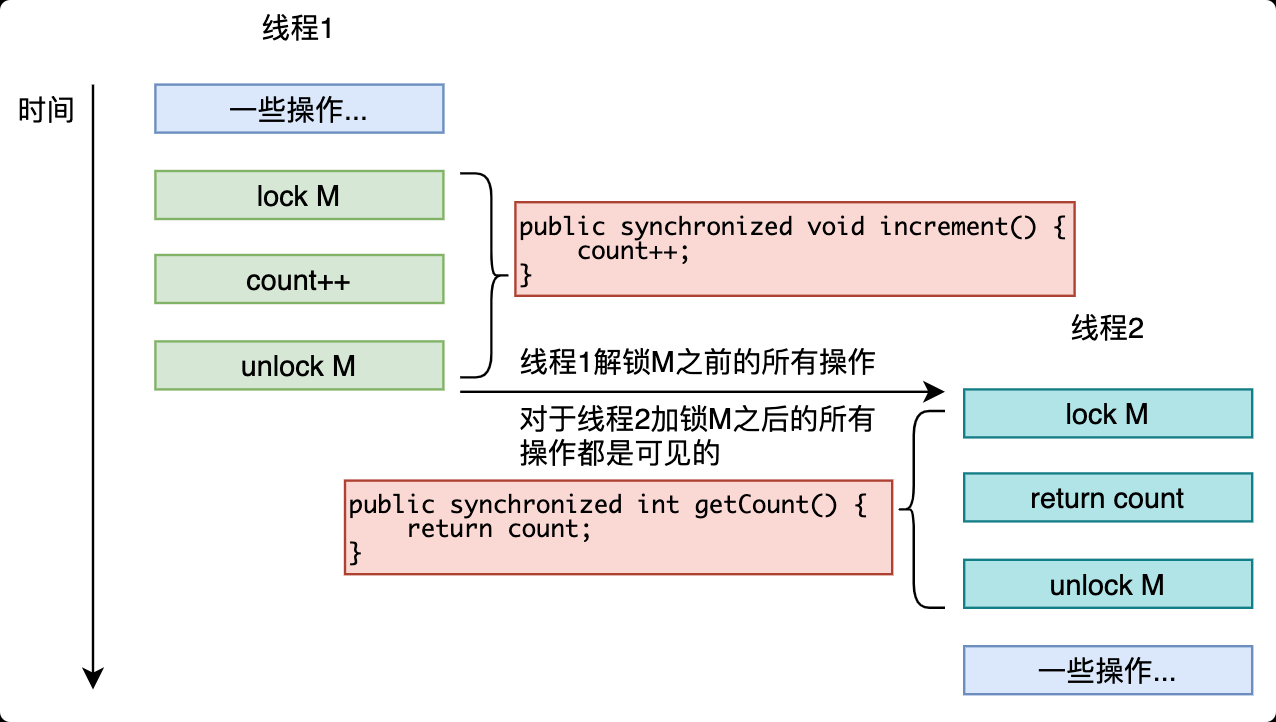 线程1
时间
一些操作...
lock M
count++
unlock M
public synchronized void increment() {
    count++;
}
线程1解锁M之前的所有操作
对于线程2加锁M之后的所有
操作都是可见的
public synchronized int getCount() {
    return count;
}
线程2
lock M
return count
unlock M
一些操作...